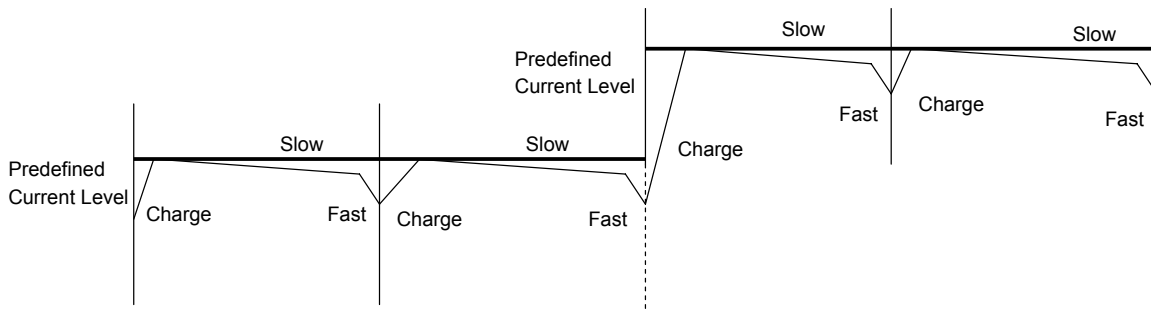 Slow
Slow
Predefined
Current Level
Fast
Charge
Fast
Slow
Slow
Charge
Predefined
Current Level
Charge
Fast
Charge
Fast